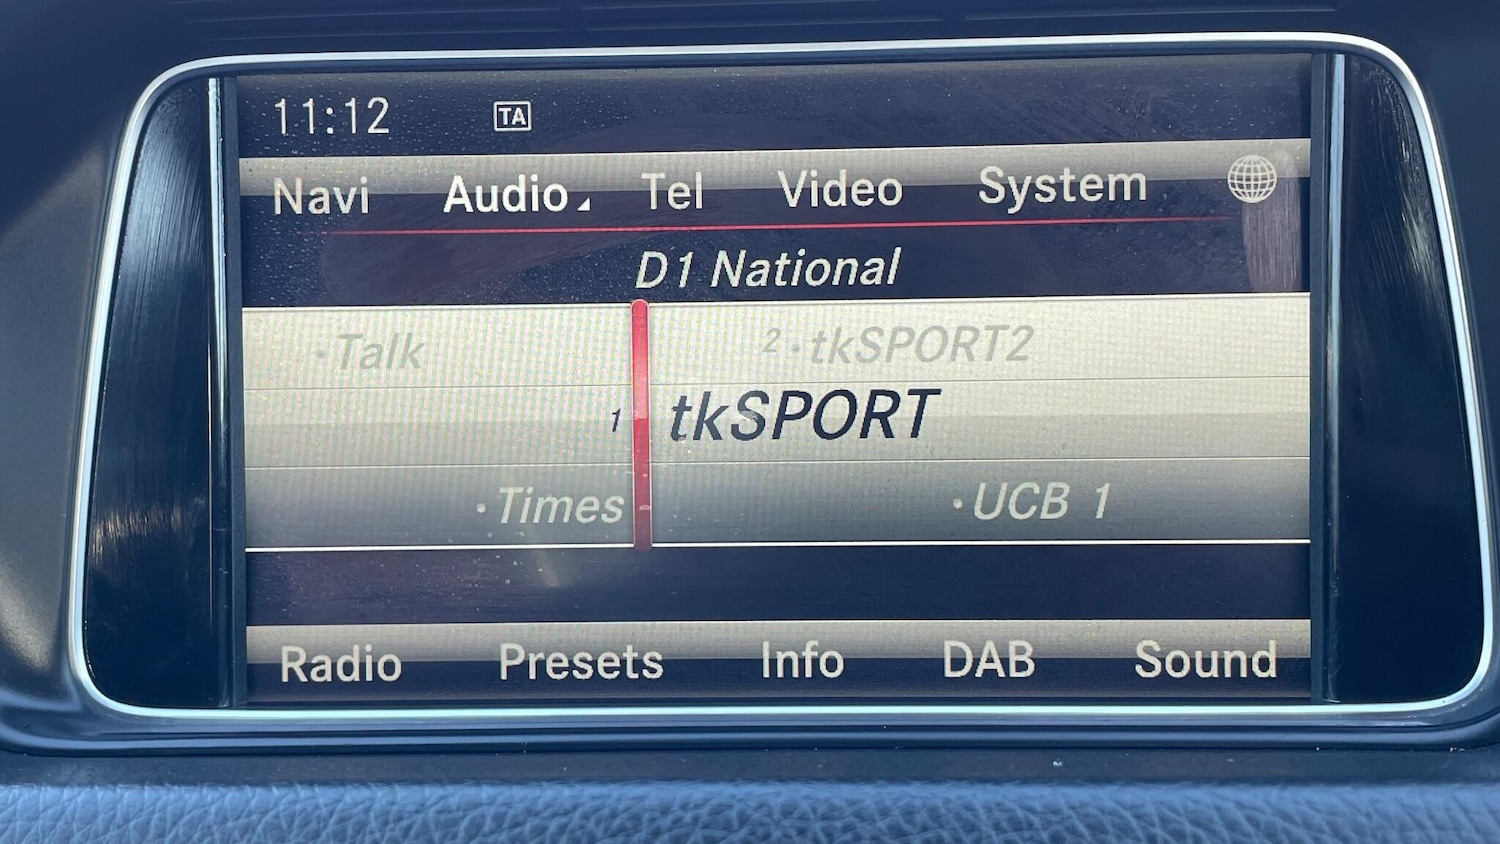 11:12 TA
Navi Audio Tel Video System
D1 National
·Talk 2·tkSPORT2
1 tkSPORT
·Times ·UCB 1
Radio Presets Info DAB Sound